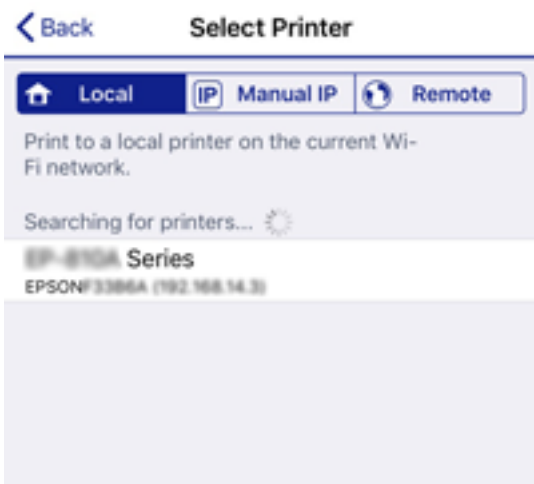 Back
Select Printer
Local
IP Manual IP
Remote
Print to a local printer on the current Wi-
Fi network.
Searching for printers...
Series
EPSON